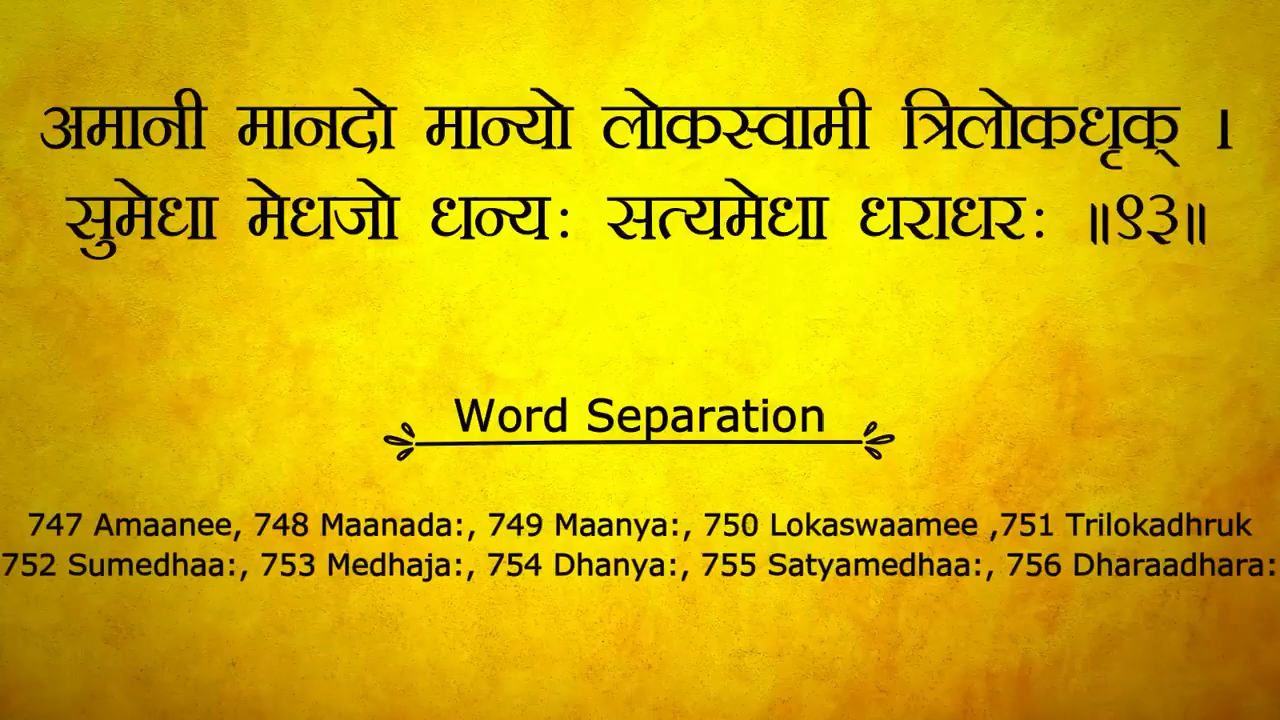 अमानी मानदो मान्यो लोकस्वामी त्रिलोकधृक् ।
सुमेधा मेधजो धन्यः सत्यमेधा धराधरः ॥९३॥
Word Separation
747 Amaanee, 748 Maanada:, 749 Maanya:, 750 Lokaswaamee ,751 Trilokadhruk
752 Sumedhaa:, 753 Medhaja:, 754 Dhanya:, 755 Satyamedhaa:, 756 Dharaadhara: